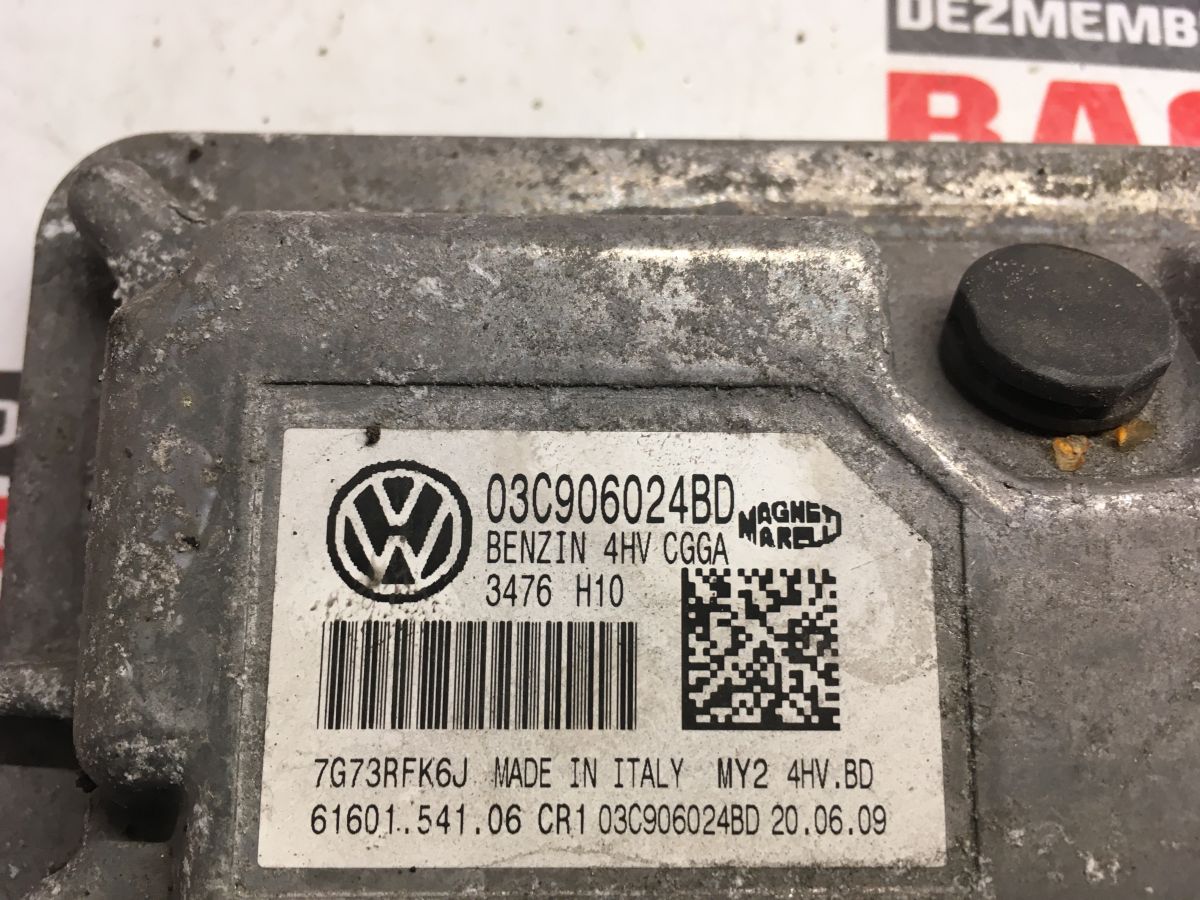 DEZMEMB
BAC
03C906024BD
MAGNETI
MARELLI
BENZIN 4HV CGGA
3476 H10
7G73RFK6J MADE IN ITALY MY2 4HV.BD
61601.541.06 CR1 03C906024BD 20.06.09